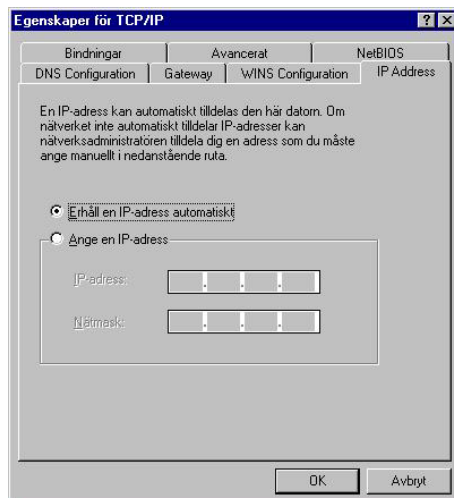 Egenskaper för TCP/IP
Bindningar Avancerat NetBIOS
DNS Configuration Gateway WINS Configuration IP Address
En IP-adress kan automatiskt tilldelas den här datorn. Om
nätverket inte automatiskt tilldelar IP-adresser kan
nätverksadministratören tilldela dig en adress som du måste
ange manuellt i nedanstående ruta.
Erhåll en IP-adress automatiskt
Ange en IP-adress
IP-adress:
Nätmask:
OK Avbryt